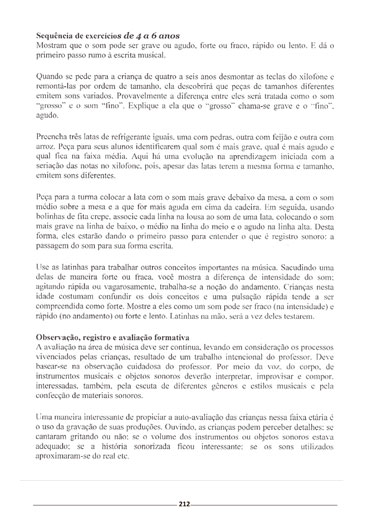 Sequência de exercícios de 4 a 6 anos
Mostram que o som pode ser grave ou agudo, forte ou fraco, rápido ou lento. E dá o
primeiro passo rumo à escrita musical.
Quando se pede para a criança de quatro a seis anos desmontar as teclas do xilofone e
remontá-las por ordem de tamanho, ela descobrirá que peças de tamanhos diferentes
emitem sons variados. Provavelmente a diferença entre eles será tratada como o som
"grosso" e o som "fino". Explique a ela que o "grosso" chama-se grave e o "fino",
agudo.
Preencha três latas de refrigerante iguais, uma com pedras, outra com feijão e outra com
arroz. Peça para seus alunos identificarem qual som é mais grave, qual é mais agudo e
qual fica na faixa média. Aqui há uma evolução na aprendizagem iniciada com a
seriação das notas no xilofone, pois, apesar das latas terem a mesma forma e tamanho,
emitem sons diferentes.
Peça para a turma colocar a lata com o som mais grave debaixo da mesa, a com o som
médio sobre a mesa e a que for mais aguda em cima da cadeira. Em seguida, usando
bolinhas de fita crepe, associe cada linha na lousa ao som de uma lata, colocando o som
mais grave na linha de baixo, o médio na linha do meio e o agudo na linha alta. Desta
forma, eles estarão dando o primeiro passo para entender o que é registro sonoro: a
passagem do som para sua forma escrita.
Use as latinhas para trabalhar outros conceitos importantes na música. Sacudindo uma
delas de maneira forte ou fraca, você mostra a diferença de intensidade do som;
agitando rápida ou vagarosamente, trabalha-se a noção do andamento. Crianças nesta
idade costumam confundir os dois conceitos e uma pulsação rápida tende a ser
compreendida como forte. Mostre a eles como um som pode ser fraco (na intensidade) e
rápido (no andamento) ou forte e lento. Latinhas na mão, será a vez deles testarem.
Observação, registro e avaliação formativa
A avaliação na área de música deve ser contínua, levando em consideração os processos
vivenciados pelas crianças, resultado de um trabalho intencional do professor. Deve
basear-se na observação cuidadosa do professor. Por meio da voz, do corpo, de
instrumentos musicais e objetos sonoros deverão interpretar, improvisar e compor,
interessadas, também, pela escuta de diferentes gêneros e estilos musicais e pela
confecção de materiais sonoros.
Uma maneira interessante de propiciar a auto-avaliação das crianças nessa faixa etária é
o uso da gravação de suas produções. Ouvindo, as crianças podem perceber detalhes: se
cantaram gritando ou não; se o volume dos instrumentos ou objetos sonoros estava
adequado; se a história sonorizada ficou interessante; se os sons utilizados
aproximaram-se do real etc.
212